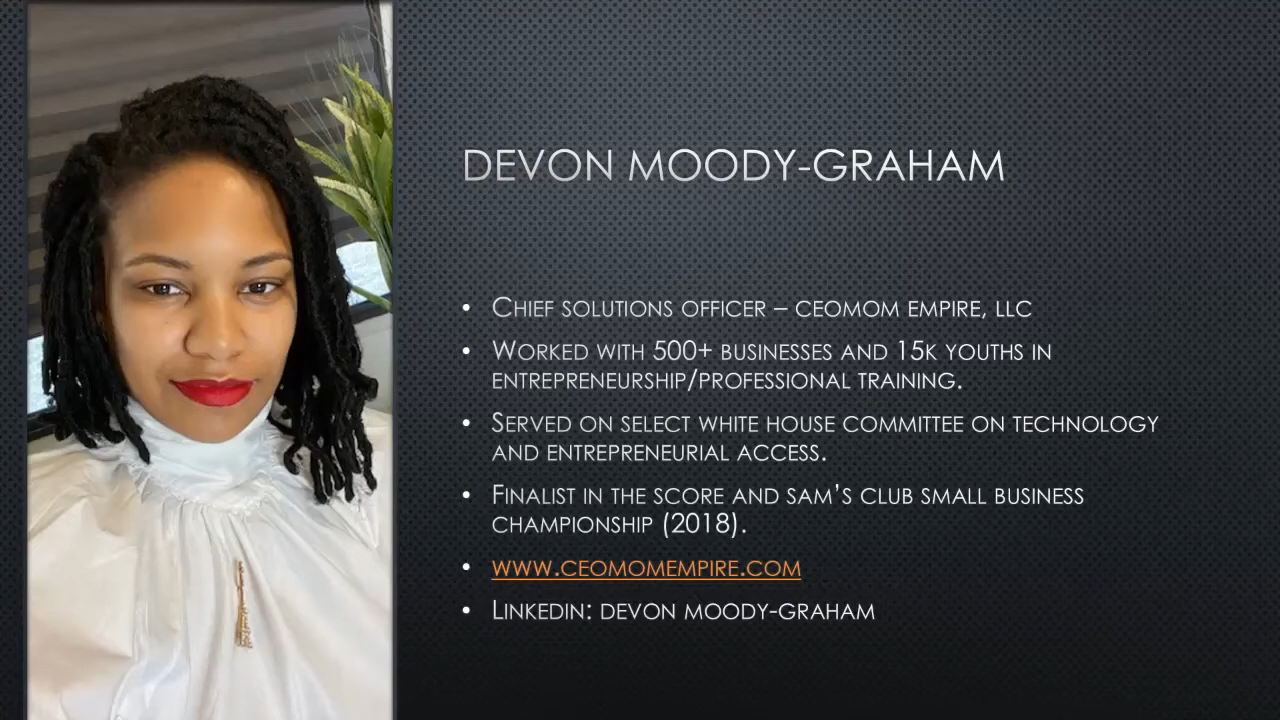 DEVON MOODY-GRAHAM
• CHIEF SOLUTIONS OFFICER – CEOMOM EMPIRE, LLC
• WORKED WITH 500+ BUSINESSES AND 15K YOUTHS IN
ENTREPRENEURSHIP/PROFESSIONAL TRAINING.
• SERVED ON SELECT WHITE HOUSE COMMITTEE ON TECHNOLOGY
AND ENTREPRENEURIAL ACCESS.
• FINALIST IN THE SCORE AND SAM’S CLUB SMALL BUSINESS
CHAMPIONSHIP (2018).
• WWW.CEOMOMEMPIRE.COM
• LINKEDIN: DEVON MOODY-GRAHAM